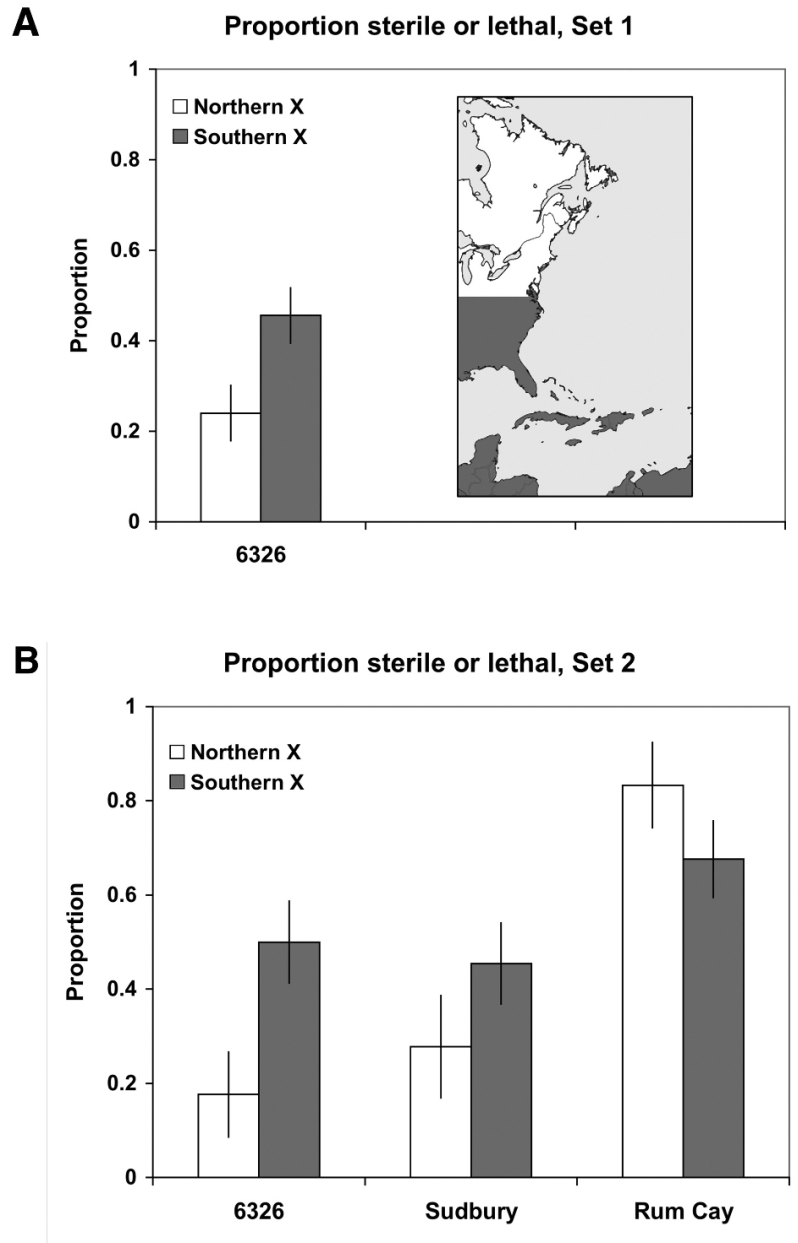 A
Proportion sterile or lethal, Set 1
1
Northern X
Southern X
0.8
0.6
Proportion
0.4
0.2
0
6326
B
Proportion sterile or lethal, Set 2
1
Northern X
Southern X
0.8
0.6
Proportion
0.4
0.2
0
6326 Sudbury Rum Cay